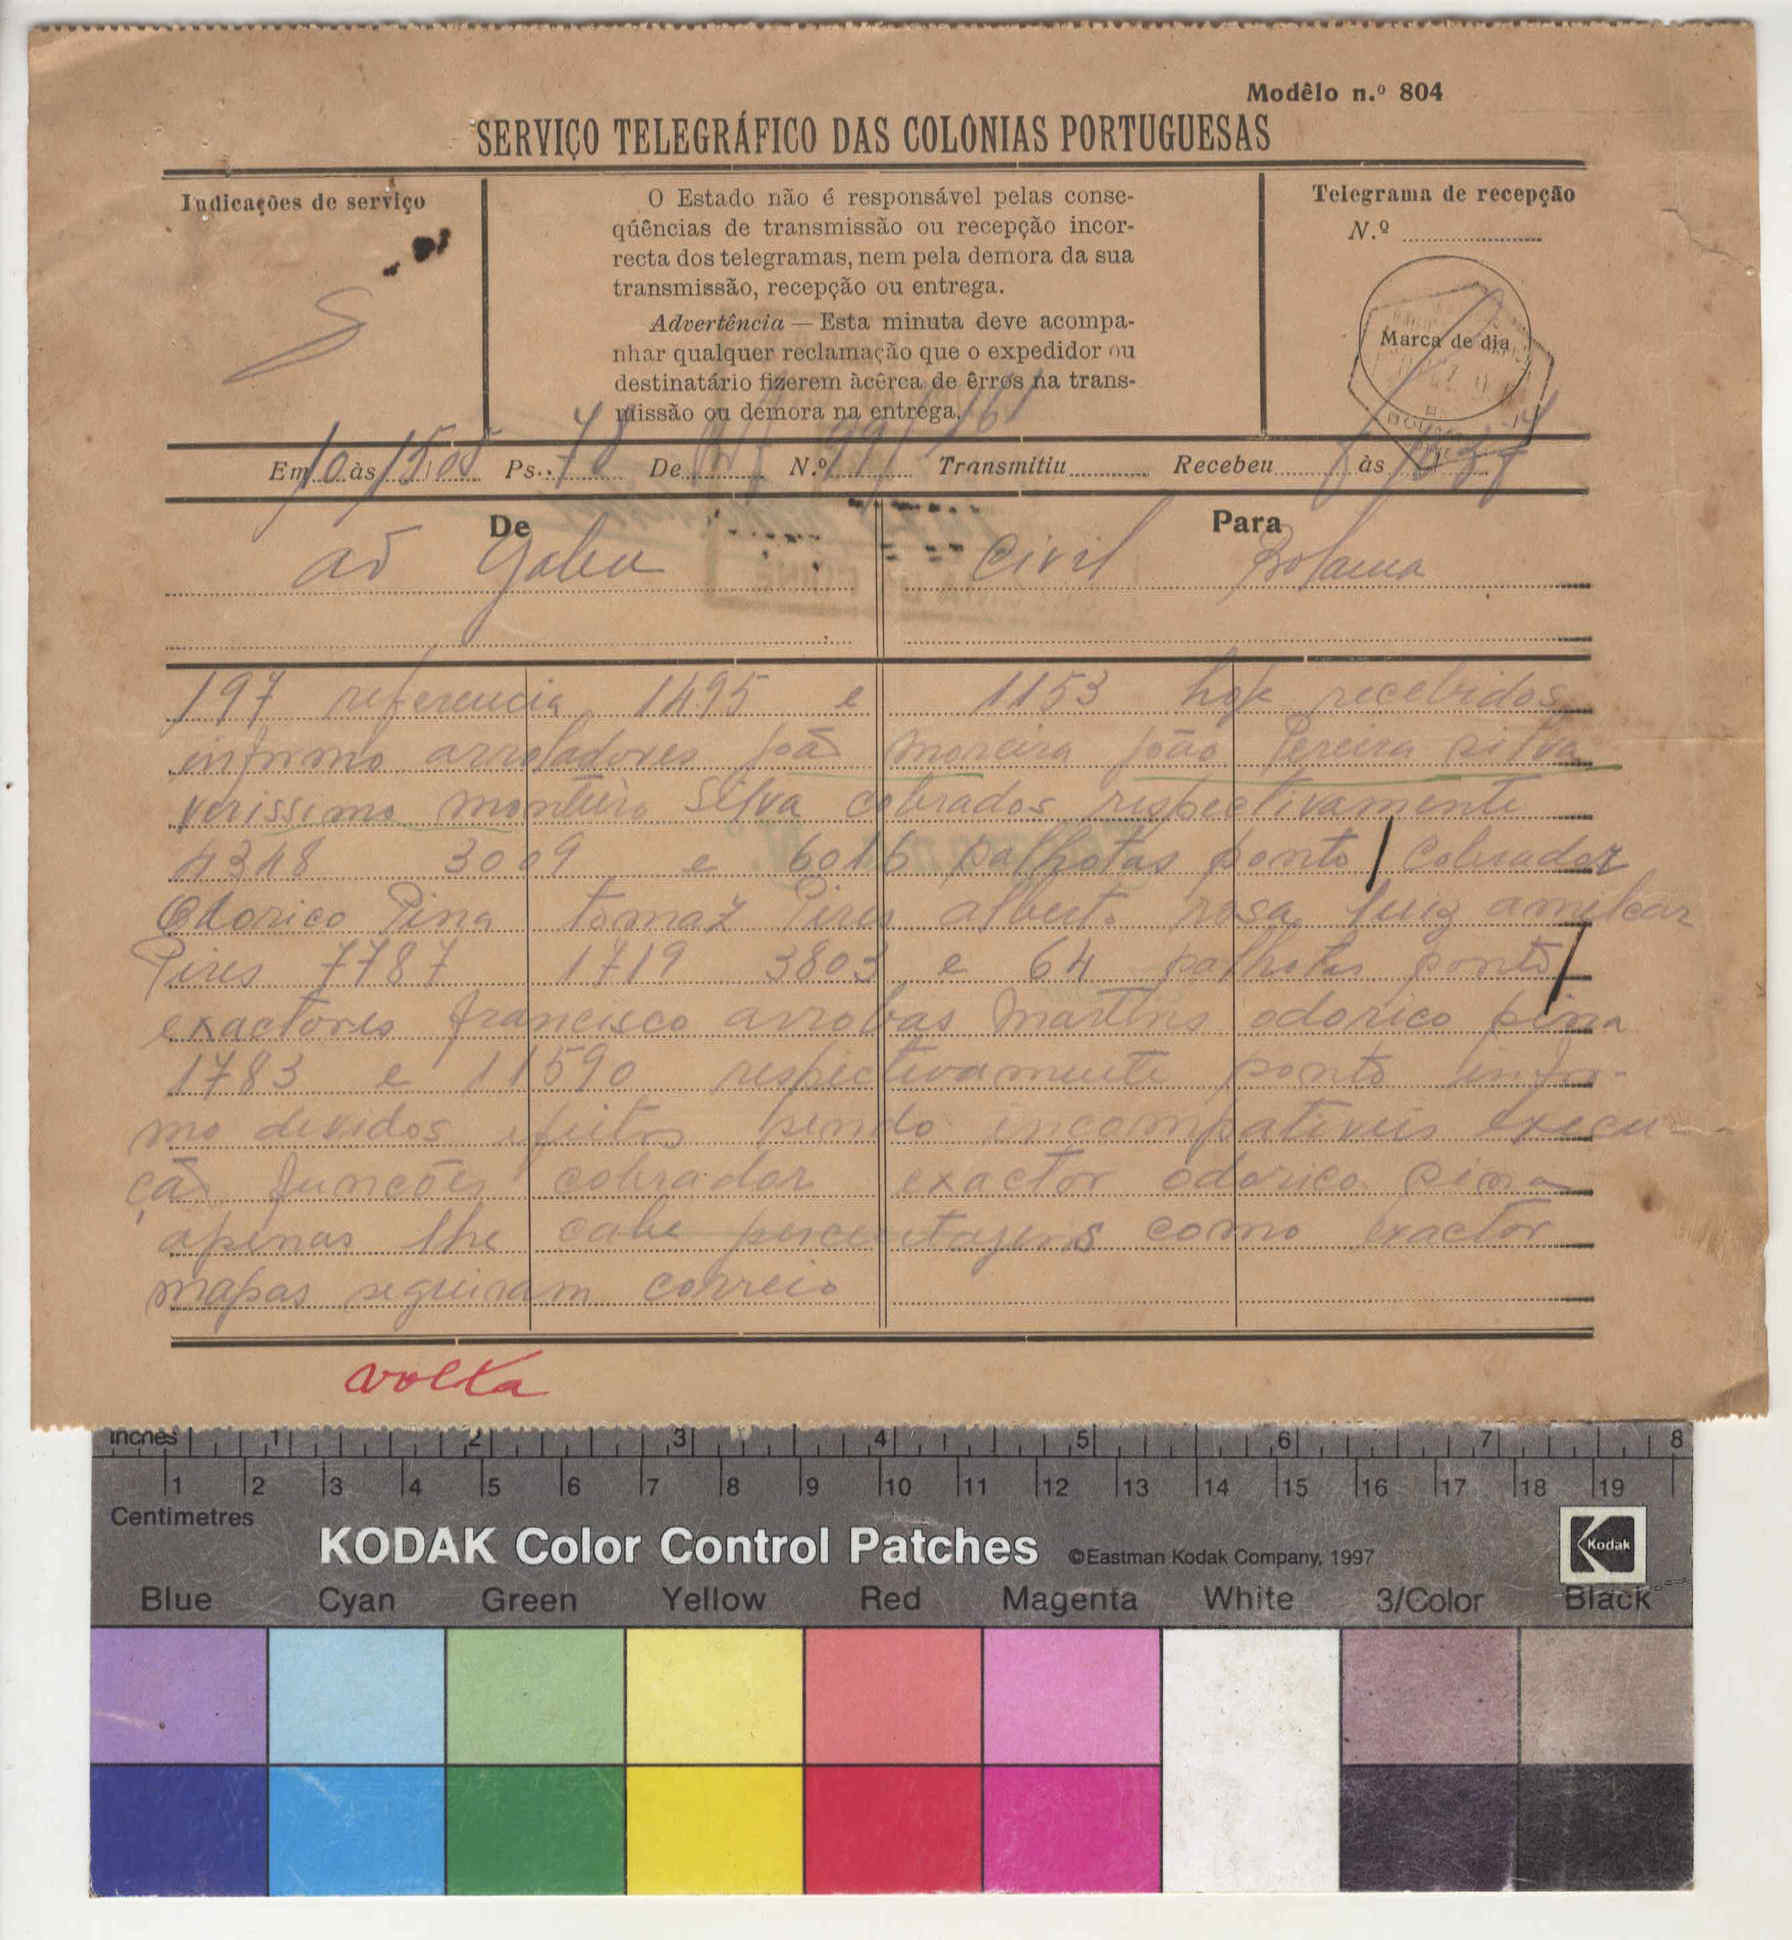 Modêlo n.º 804
SERVIÇO TELEGRÁFICO DAS COLÓNIAS PORTUGUESAS
Indicações de serviço
S
O Estado não é responsável pelas conse-
qüências de transmissão ou recepção incor-
recta dos telegramas, nem pela demora da sua
transmissão, recepção ou entrega.
Advertência — Esta minuta deve acompa-
nhar qualquer reclamação que o expedidor ou
destinatário fizerem àcêrca de êrros na trans-
missão ou demora na entrega.
Telegrama de recepção
N.º
Marca de dia
Em 10 às 1505 Ps. 78 De N.º Transmitiu Recebeu às
De
Para
Gabu
Civil Bolama
197 referencia 1495 e 1153 hoje recebidos
informo arroladores João Moreira João Pereira silva
verissimo monteiro Silva cobrados respectivamente
4348 3009 e 6016 palhotas ponto / Cobrador
Odorico Pina tomaz Pires alberto rosa luiz amilcar
Pires 7787 1719 3803 e 64 palhotas ponto /
exactores francisco arrobas Martins odorico pina
1783 e 11590 respectivamente ponto infor-
mo devidos efeitos sendo incompativeis execu-
ção funcões cobrador exactor odorico pina
apenas lhe cabe percentagens como exactor
mapas seguiram correio
volta
inches 1 2 3 4 5 6 7 8
1 2 3 4 5 6 7 8 9 10 11 12 13 14 15 16 17 18 19
Centimetres
KODAK Color Control Patches ©Eastman Kodak Company, 1997
Kodak
Blue Cyan Green Yellow Red Magenta White 3/Color Black